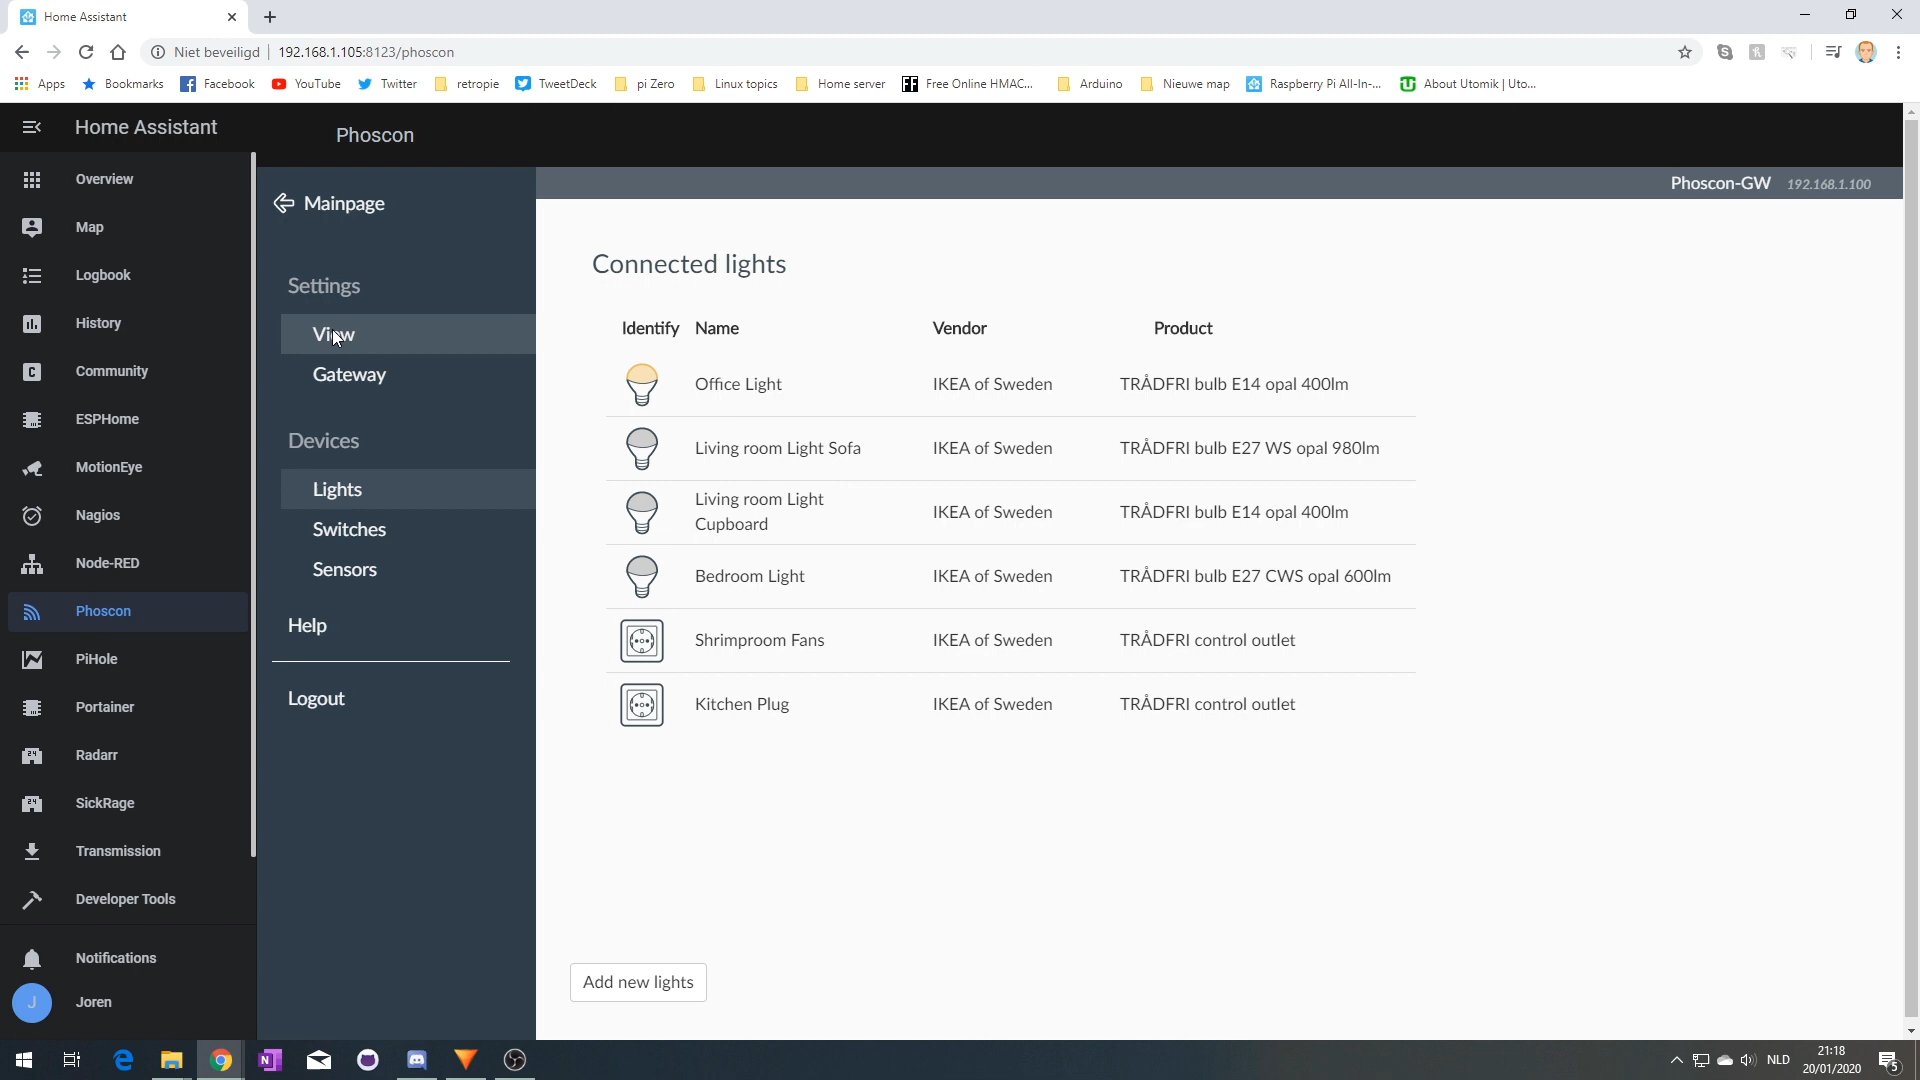 Home Assistant
Niet beveiligd | 192.168.1.105:8123/phoscon
Apps Bookmarks Facebook YouTube Twitter retropie TweetDeck pi Zero Linux topics Home server Free Online HMAC... Arduino Nieuwe map Raspberry Pi All-In-... About Utomik | Uto...
Home Assistant
Phoscon
Overview
Map
Logbook
History
Community
ESPHome
MotionEye
Nagios
Node-RED
Phoscon
PiHole
Portainer
Radarr
SickRage
Transmission
Developer Tools
Notifications
J Joren
Mainpage
Settings
View
Gateway
Devices
Lights
Switches
Sensors
Help
Logout
Phoscon-GW 192.168.1.100
Connected lights
Identify Name Vendor Product
Office Light IKEA of Sweden TRÅDFRI bulb E14 opal 400lm
Living room Light Sofa IKEA of Sweden TRÅDFRI bulb E27 WS opal 980lm
Living room Light
Cupboard IKEA of Sweden TRÅDFRI bulb E14 opal 400lm
Bedroom Light IKEA of Sweden TRÅDFRI bulb E27 CWS opal 600lm
Shrimproom Fans IKEA of Sweden TRÅDFRI control outlet
Kitchen Plug IKEA of Sweden TRÅDFRI control outlet
Add new lights
NLD
21:18
20/01/2020
5